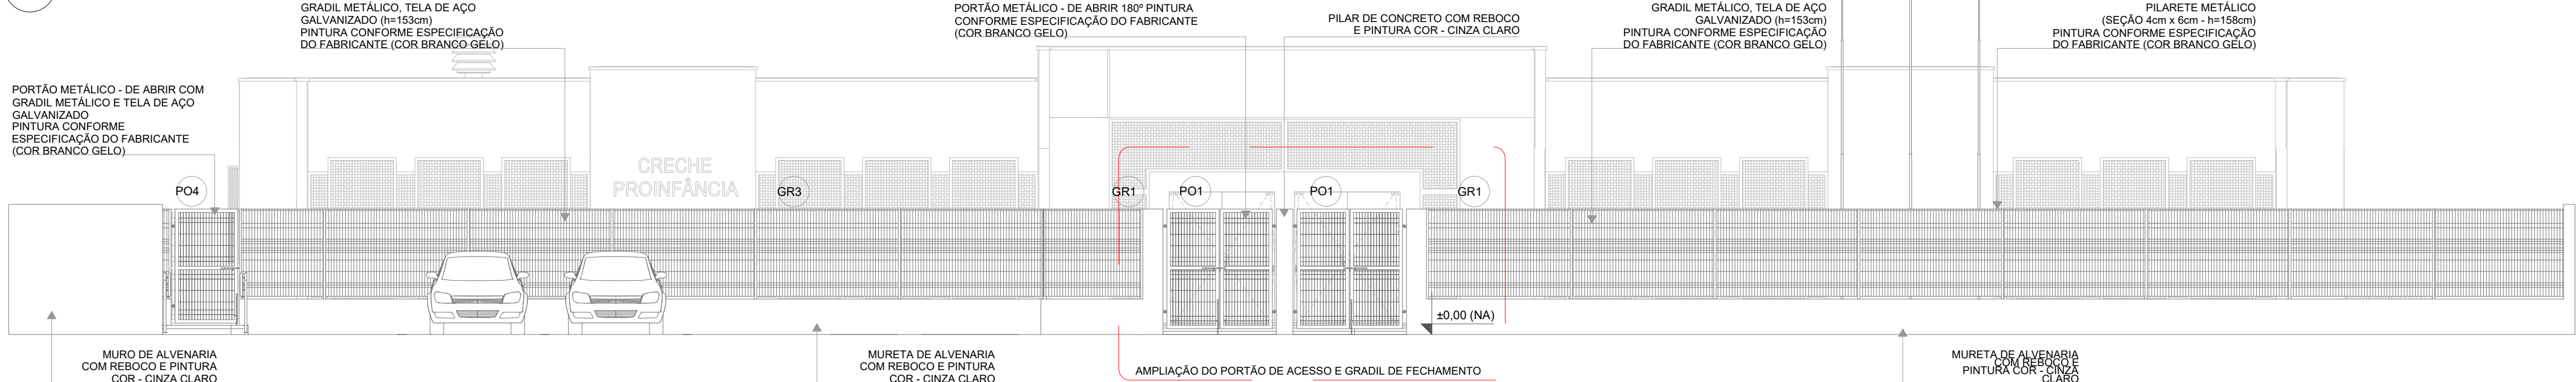 GRADIL METÁLICO, TELA DE AÇO
GALVANIZADO (h=153cm)
PINTURA CONFORME ESPECIFICAÇÃO
DO FABRICANTE (COR BRANCO GELO)
PORTÃO METÁLICO - DE ABRIR 180º PINTURA
CONFORME ESPECIFICAÇÃO DO FABRICANTE
(COR BRANCO GELO)
PILAR DE CONCRETO COM REBOCO
E PINTURA COR - CINZA CLARO
GRADIL METÁLICO, TELA DE AÇO
GALVANIZADO (h=153cm)
PINTURA CONFORME ESPECIFICAÇÃO
DO FABRICANTE (COR BRANCO GELO)
PILARETE METÁLICO
(SEÇÃO 4cm x 6cm - h=158cm)
PINTURA CONFORME ESPECIFICAÇÃO
DO FABRICANTE (COR BRANCO GELO)
PORTÃO METÁLICO - DE ABRIR COM
GRADIL METÁLICO E TELA DE AÇO
GALVANIZADO
PINTURA CONFORME
ESPECIFICAÇÃO DO FABRICANTE
(COR BRANCO GELO)
CRECHE
PROINFÂNCIA
PO4
GR3
GR1
PO1
PO1
GR1
±0,00 (NA)
MURO DE ALVENARIA
COM REBOCO E PINTURA
COR - CINZA CLARO
MURETA DE ALVENARIA
COM REBOCO E PINTURA
COR - CINZA CLARO
AMPLIAÇÃO DO PORTÃO DE ACESSO E GRADIL DE FECHAMENTO
MURETA DE ALVENARIA
COM REBOCO E
PINTURA COR - CINZA
CLARO